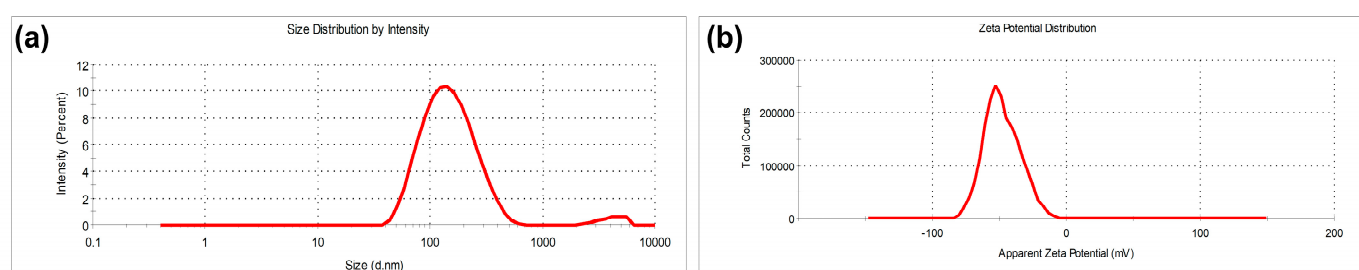 (a)
Size Distribution by Intensity
Intensity (Percent)
12
10
8
6
4
2
0
0.1 1 10 100 1000 10000
Size (d.nm)
(b)
Zeta Potential Distribution
Total Counts
300000
200000
100000
0
-100 0 100 200
Apparent Zeta Potential (mV)